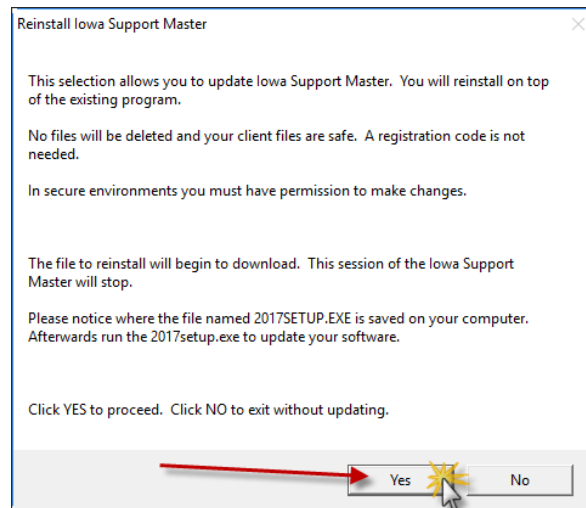 Reinstall Iowa Support Master
This selection allows you to update Iowa Support Master.  You will reinstall on top
of the existing program.
No files will be deleted and your client files are safe.  A registration code is not
needed.
In secure environments you must have permission to make changes.
The file to reinstall will begin to download.  This session of the Iowa Support
Master will stop.
Please notice where the file named 2017SETUP.EXE is saved on your computer.
Afterwards run the 2017setup.exe to update your software.
Click YES to proceed.  Click NO to exit without updating.
Yes No